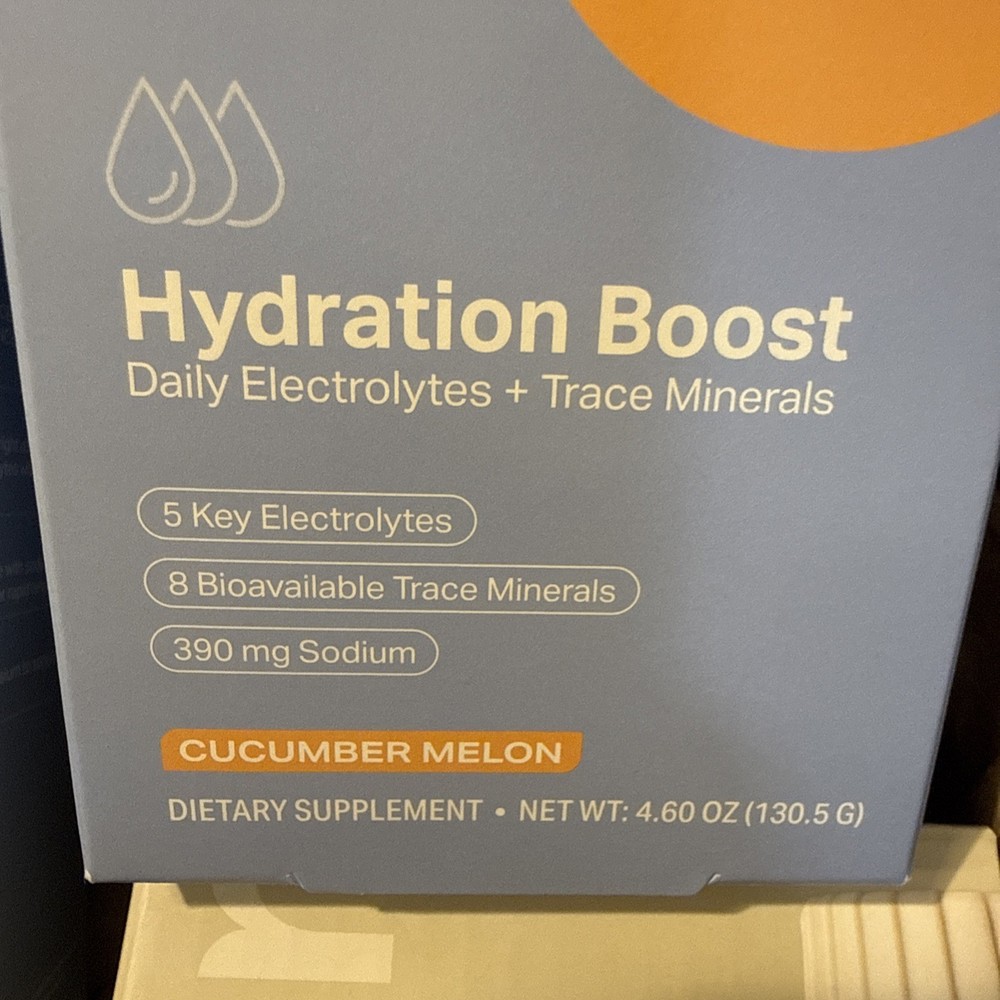 Hydration Boost
Daily Electrolytes + Trace Minerals
5 Key Electrolytes
8 Bioavailable Trace Minerals
390 mg Sodium
CUCUMBER MELON
DIETARY SUPPLEMENT • NET WT: 4.60 OZ (130.5 G)